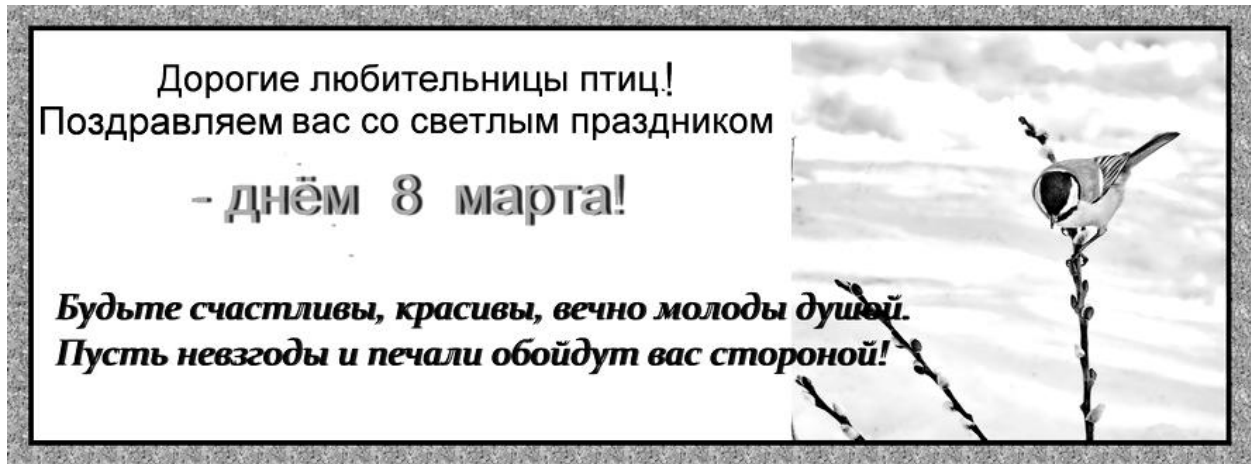 Дорогие любительницы птиц!
Поздравляем вас со светлым праздником
- днём 8 марта!
Будьте счастливы, красивы, вечно молоды душой.
Пусть невзгоды и печали обойдут вас стороной!